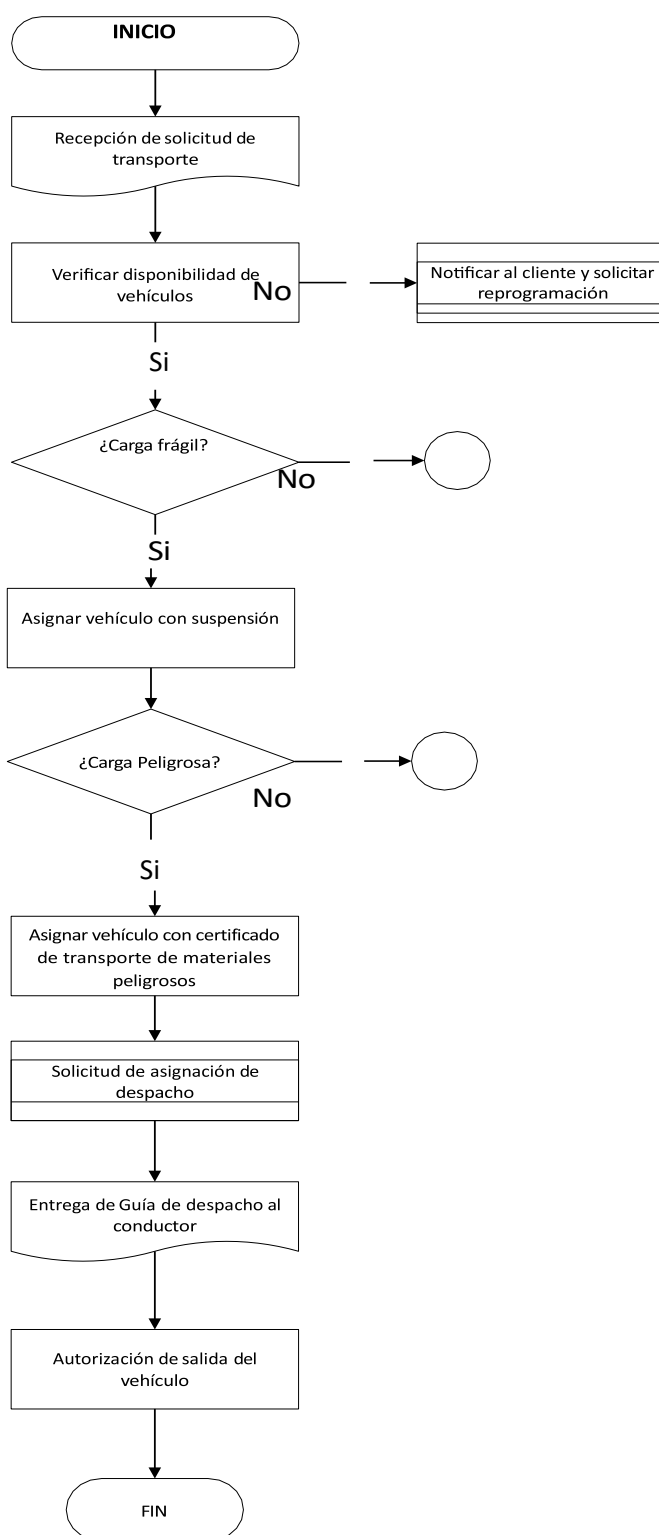 INICIO
Recepción de solicitud de
transporte
Verificar disponibilidad de
vehículos
No
Notificar al cliente y solicitar
reprogramación
Si
¿Carga frágil?
No
Si
Asignar vehículo con suspensión
¿Carga Peligrosa?
No
Si
Asignar vehículo con certificado
de transporte de materiales
peligrosos
Solicitud de asignación de
despacho
Entrega de Guía de despacho al
conductor
Autorización de salida del
vehículo
FIN